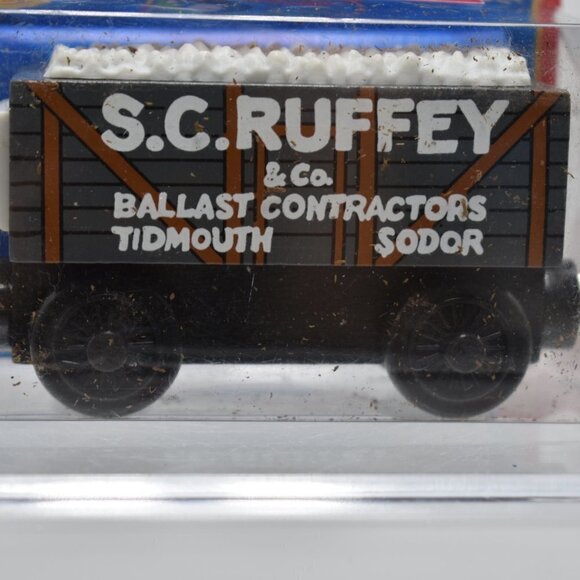 S.C.RUFFEY
& Co.
BALLAST CONTRACTORS
TIDMOUTH SODOR